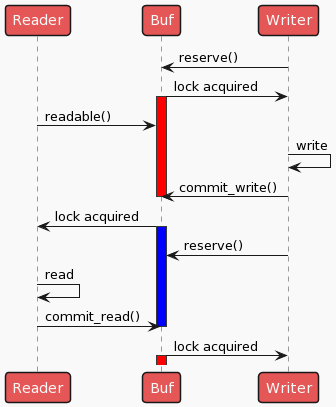 Reader Buf Writer
reserve()
lock acquired
readable()
write
commit_write()
lock acquired
reserve()
read
commit_read()
lock acquired
Reader Buf Writer